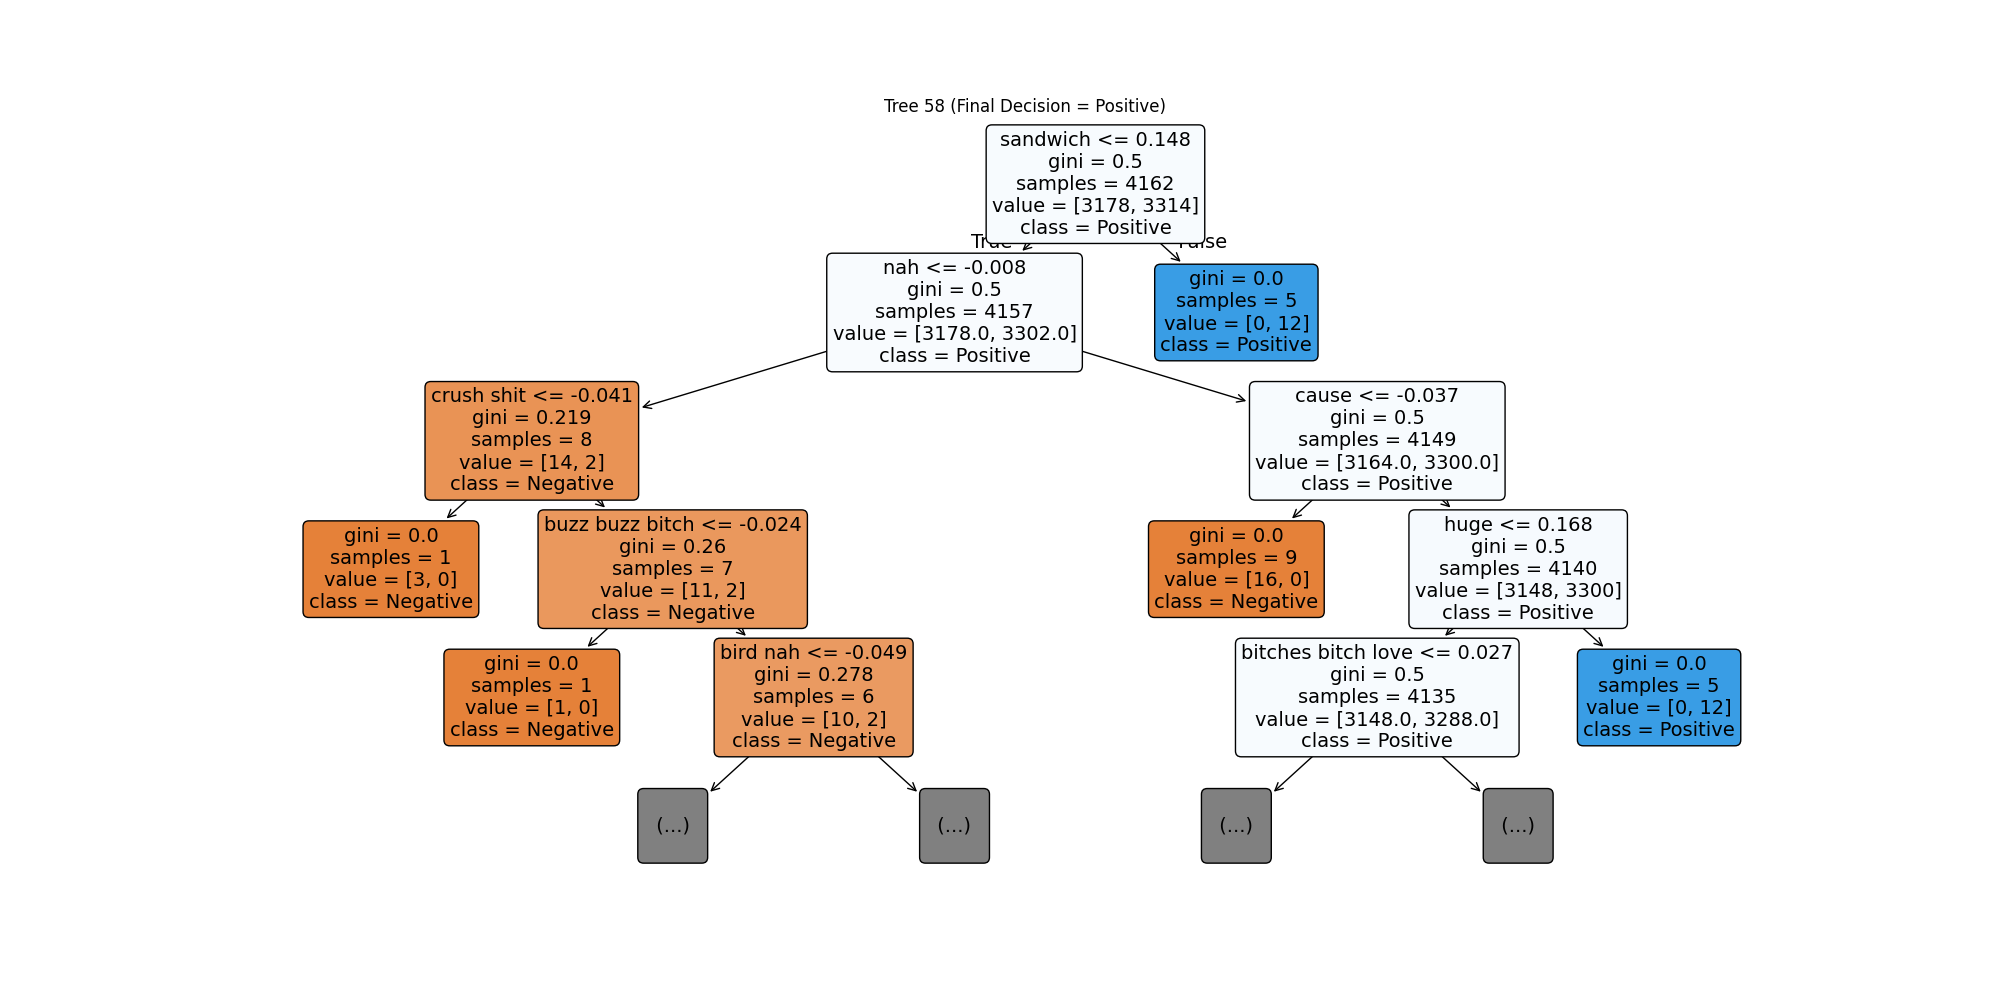 Tree 58 (Final Decision = Positive)
sandwich <= 0.148
gini = 0.5
samples = 4162
value = [3178, 3314]
class = Positive
True
False
nah <= -0.008
gini = 0.5
samples = 4157
value = [3178.0, 3302.0]
class = Positive
gini = 0.0
samples = 5
value = [0, 12]
class = Positive
crush shit <= -0.041
gini = 0.219
samples = 8
value = [14, 2]
class = Negative
cause <= -0.037
gini = 0.5
samples = 4149
value = [3164.0, 3300.0]
class = Positive
gini = 0.0
samples = 1
value = [3, 0]
class = Negative
buzz buzz bitch <= -0.024
gini = 0.26
samples = 7
value = [11, 2]
class = Negative
gini = 0.0
samples = 9
value = [16, 0]
class = Negative
huge <= 0.168
gini = 0.5
samples = 4140
value = [3148, 3300]
class = Positive
gini = 0.0
samples = 1
value = [1, 0]
class = Negative
bird nah <= -0.049
gini = 0.278
samples = 6
value = [10, 2]
class = Negative
bitches bitch love <= 0.027
gini = 0.5
samples = 4135
value = [3148.0, 3288.0]
class = Positive
gini = 0.0
samples = 5
value = [0, 12]
class = Positive
(...)
(...)
(...)
(...)